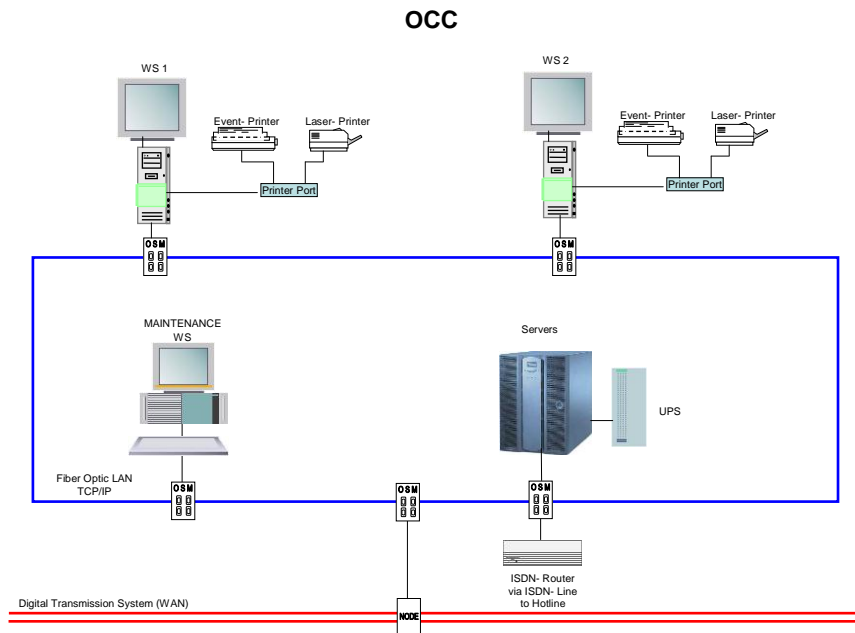 OCC
WS 1
WS 2
Event- Printer
Laser- Printer
Event- Printer
Laser- Printer
Printer Port
Printer Port
OSM
OSM
MAINTENANCE
WS
Servers
UPS
Fiber Optic LAN
TCP/IP
OSM
OSM
OSM
ISDN- Router
via ISDN- Line
to Hotline
Digital Transmission System (WAN)
NODE